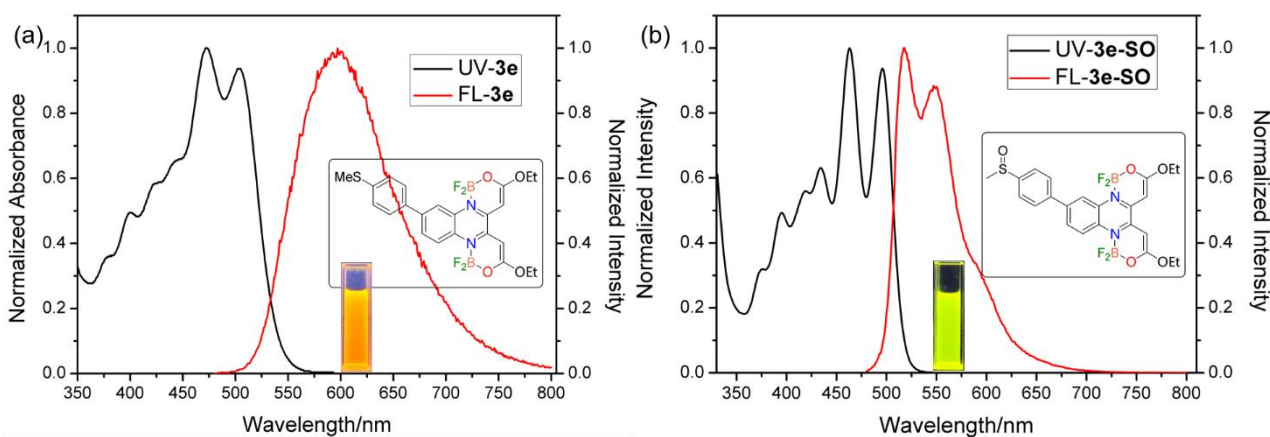 (a)
UV-3e
FL-3e
Normalized Absorbance
Normalized Intensity
1.0
0.8
0.6
0.4
0.2
0.0
1.0
0.8
0.6
0.4
0.2
0.0
MeS
F2B
O
OEt
N
N
F2B
O
OEt
350 400 450 500 550 600 650 700 750 800
Wavelength/nm
(b)
UV-3e-SO
FL-3e-SO
Normalized Intensity
Normalized Intensity
1.0
0.8
0.6
0.4
0.2
0.0
1.0
0.8
0.6
0.4
0.2
0.0
O
S
F2B
O
OEt
N
N
F2B
O
OEt
350 400 450 500 550 600 650 700 750 800
Wavelength/nm